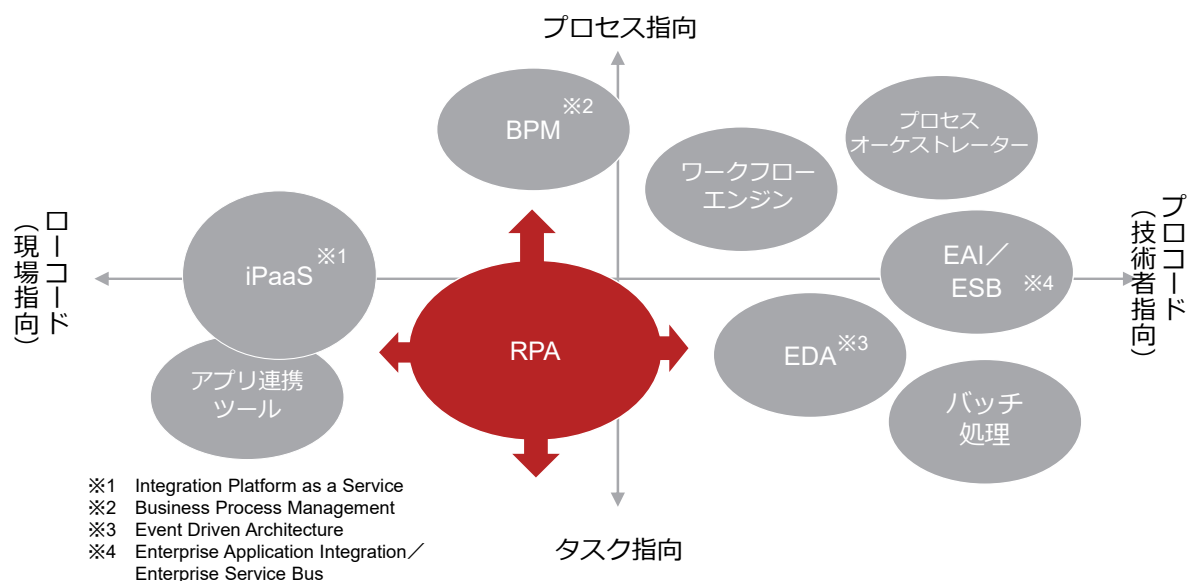 プロセス指向
BPM ※2
プロセス
オーケストレーター
ワークフロー
エンジン
ローコード
（現場指向）
iPaaS ※1
EAI／
ESB ※4
プロコード
（技術者指向）
RPA
EDA ※3
アプリ連携
ツール
バッチ
処理
※1 Integration Platform as a Service
※2 Business Process Management
※3 Event Driven Architecture
※4 Enterprise Application Integration／
Enterprise Service Bus
タスク指向